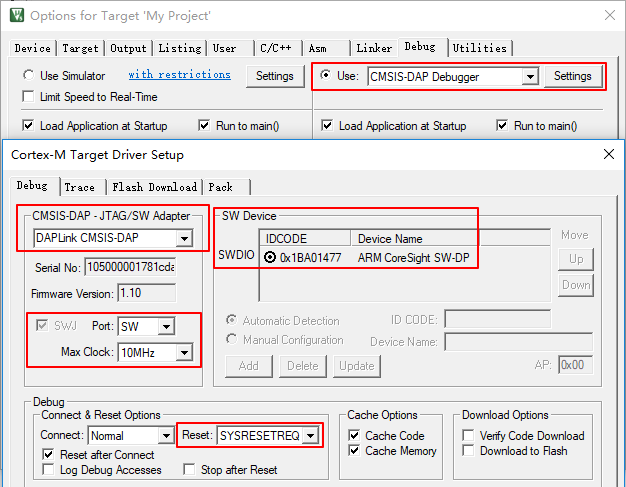 Options for Target 'My Project'
Device Target Output Listing User C/C++ Asm Linker Debug Utilities
Use Simulator with restrictions Settings Use: CMSIS-DAP Debugger Settings
Limit Speed to Real-Time
Load Application at Startup Run to main() Load Application at Startup Run to main()
Cortex-M Target Driver Setup
Debug Trace Flash Download Pack
CMSIS-DAP - JTAG/SW Adapter
DAPLink CMSIS-DAP
Serial No: 105000001781cda
Firmware Version: 1.10
SWJ Port: SW
Max Clock: 10MHz
SW Device
IDCODE Device Name Move
SWDIO 0x1BA01477 ARM CoreSight SW-DP Up
Down
Automatic Detection ID CODE:
Manual Configuration Device Name:
Add Delete Update AP: 0x00
Debug
Connect & Reset Options
Connect: Normal Reset: SYSRESETREQ
Reset after Connect
Log Debug Accesses Stop after Reset
Cache Options
Cache Code
Cache Memory
Download Options
Verify Code Download
Download to Flash